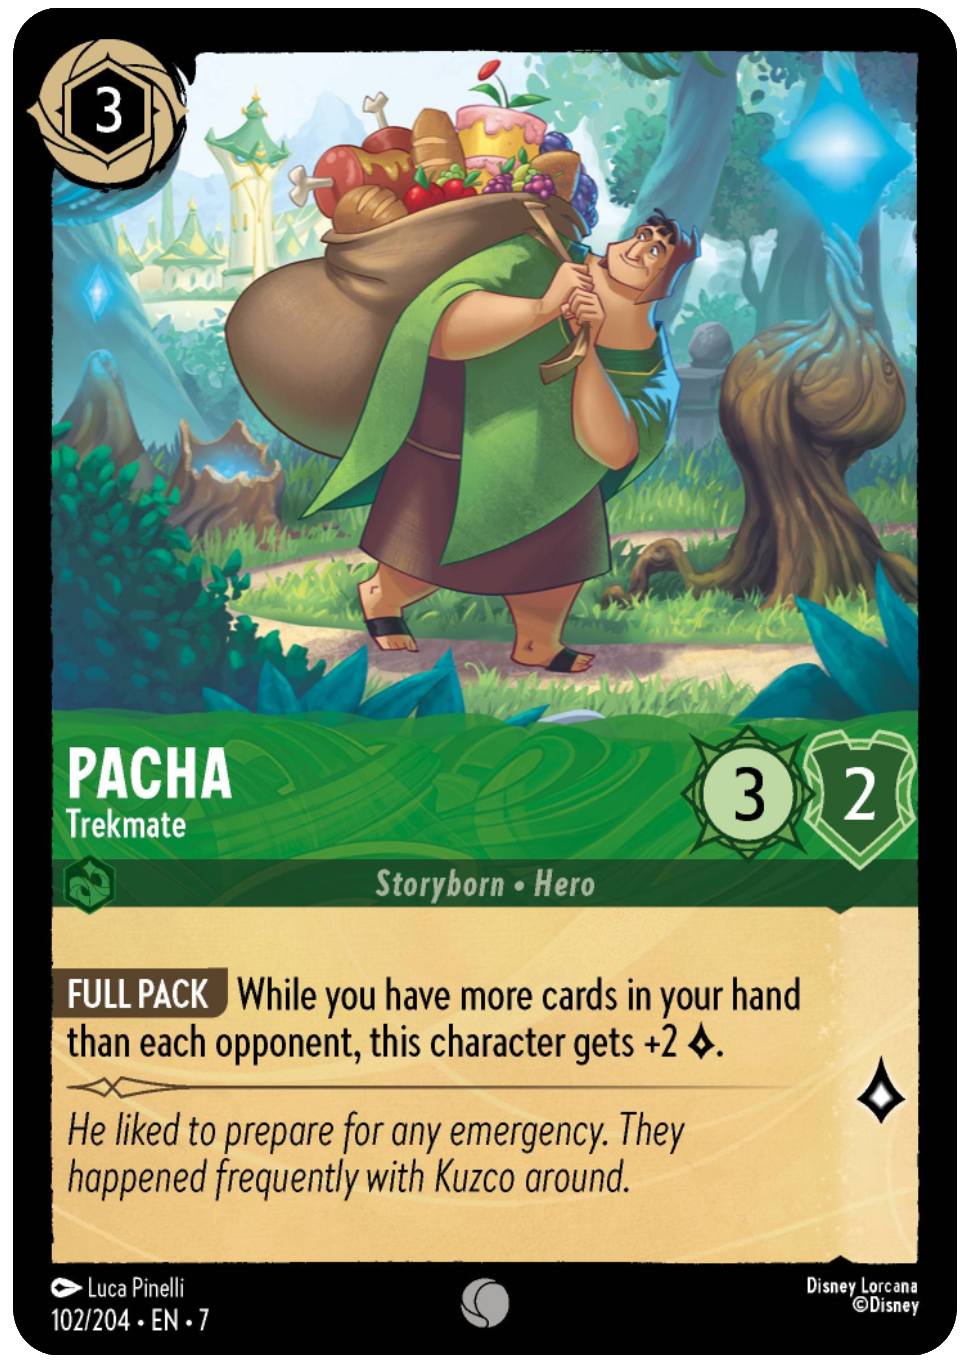 3
PACHA
Trekmate
3
2
Storyborn • Hero
FULL PACK While you have more cards in your hand
than each opponent, this character gets +2 .
He liked to prepare for any emergency. They
happened frequently with Kuzco around.
Luca Pinelli
102/204 • EN • 7
Disney Lorcana
©Disney